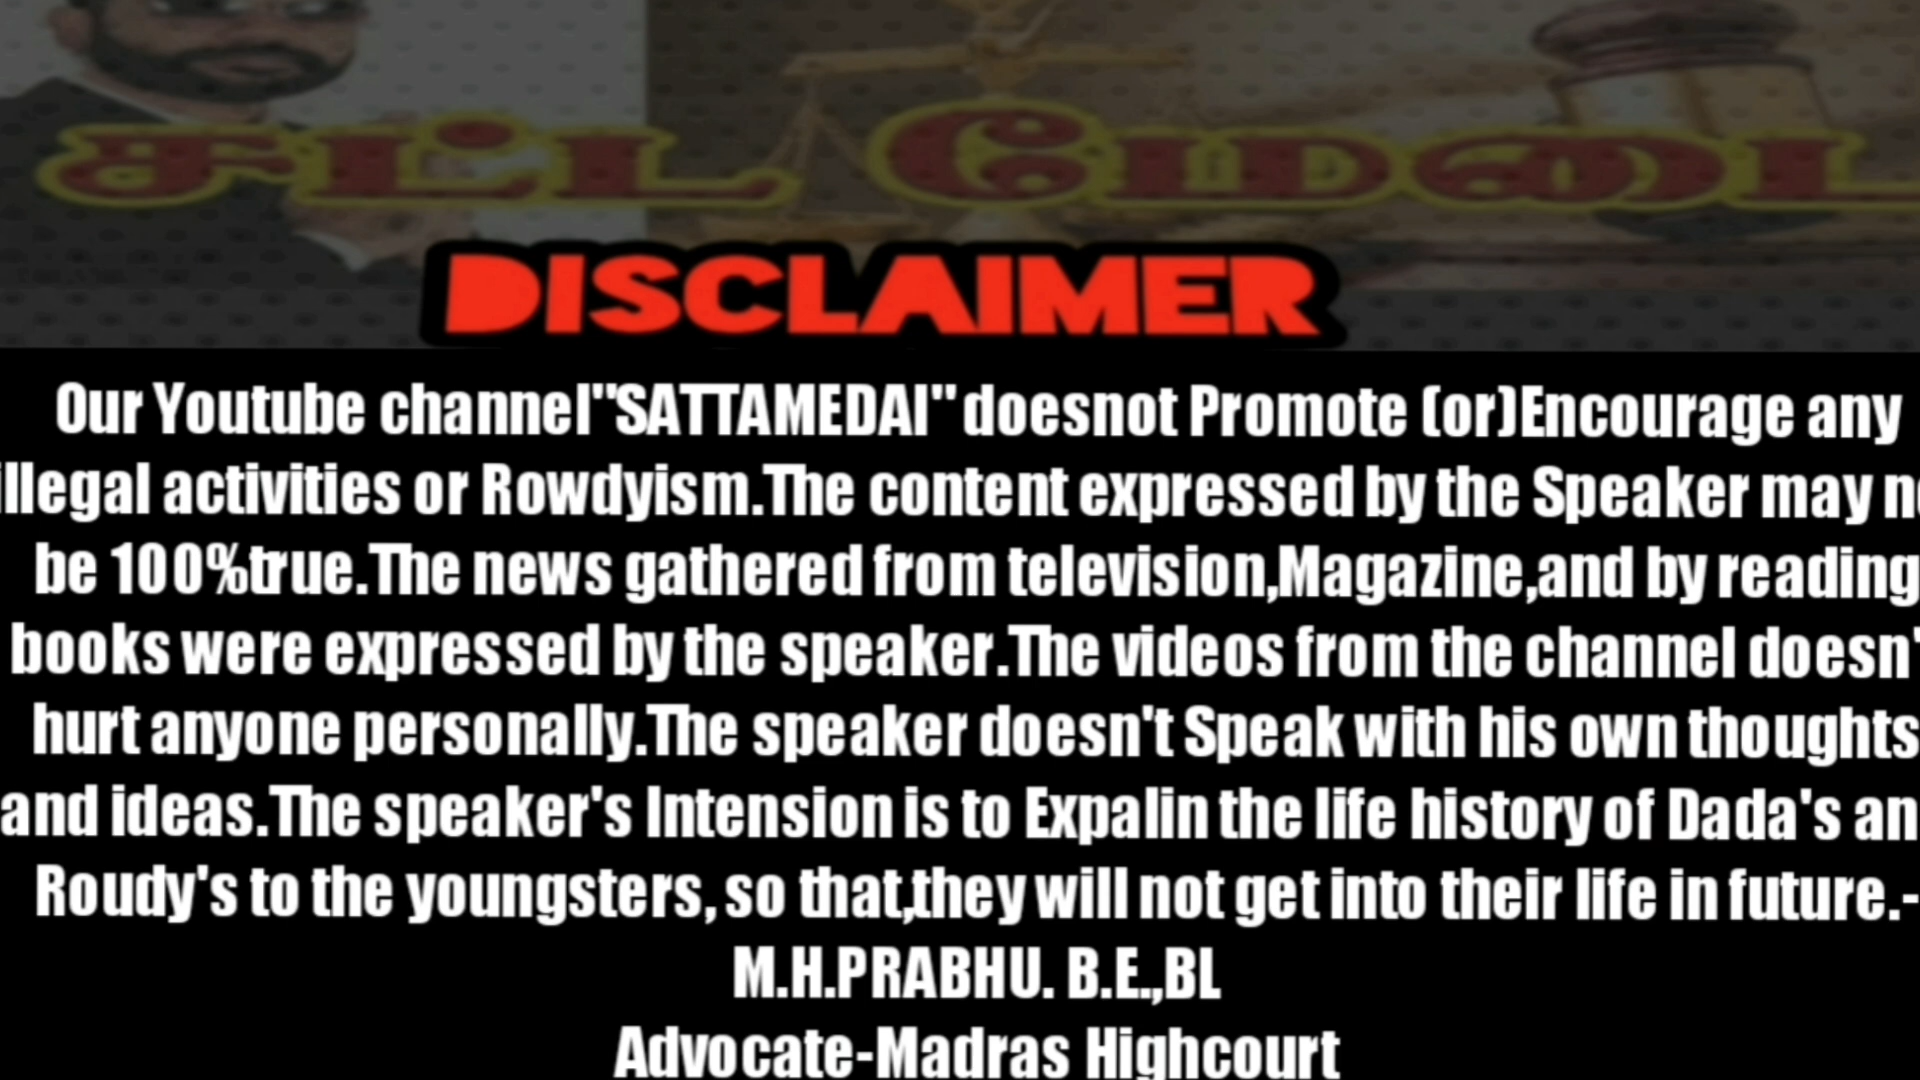 சட்ட மேடை
DISCLAIMER
Our Youtube channel"SATTAMEDAI"doesnot Promote (or)Encourage any
illegal activities or Rowdyism.The content expressed by the Speaker may
be 100%true.The news gathered from television,Magazine,and by reading
books were expressed by the speaker.The videos from the channel doesn'
hurt anyone personally.The speaker doesn't Speak with his own thoughts
and ideas.The speaker's Intension is to Expalin the life history of Dada's an
Roudy's to the youngsters, so that,they will not get into their life in future.-
M.H.PRABHU. B.E.,BL
Advocate-Madras Highcourt